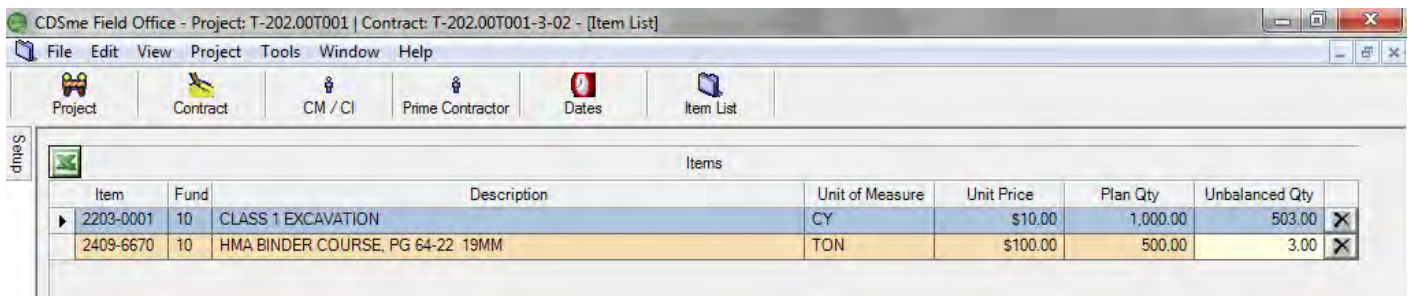 CDSme Field Office - Project: T-202.00T001 | Contract: T-202.00T001-3-02 - [Item List]
File Edit View Project Tools Window Help
Project Contract CM / CI Prime Contractor Dates Item List
Setup
Items
Item Fund Description Unit of Measure Unit Price Plan Qty Unbalanced Qty
2203-0001 10 CLASS 1 EXCAVATION CY $10.00 1,000.00 503.00
2409-6670 10 HMA BINDER COURSE, PG 64-22 19MM TON $100.00 500.00 3.00